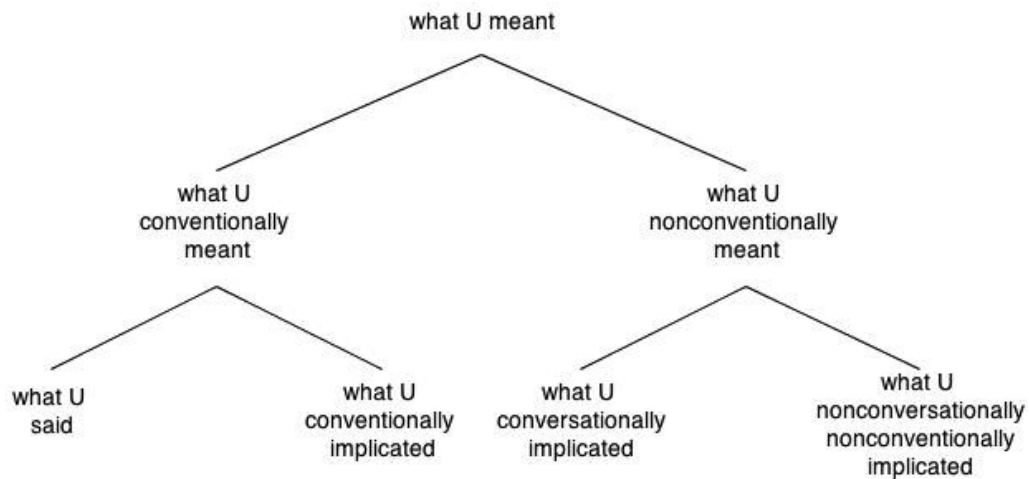 what U meant
what U
conventionally
meant
what U
nonconventionally
meant
what U
said
what U
conventionally
implicated
what U
conversationally
implicated
what U
nonconversationally
nonconventionally
implicated